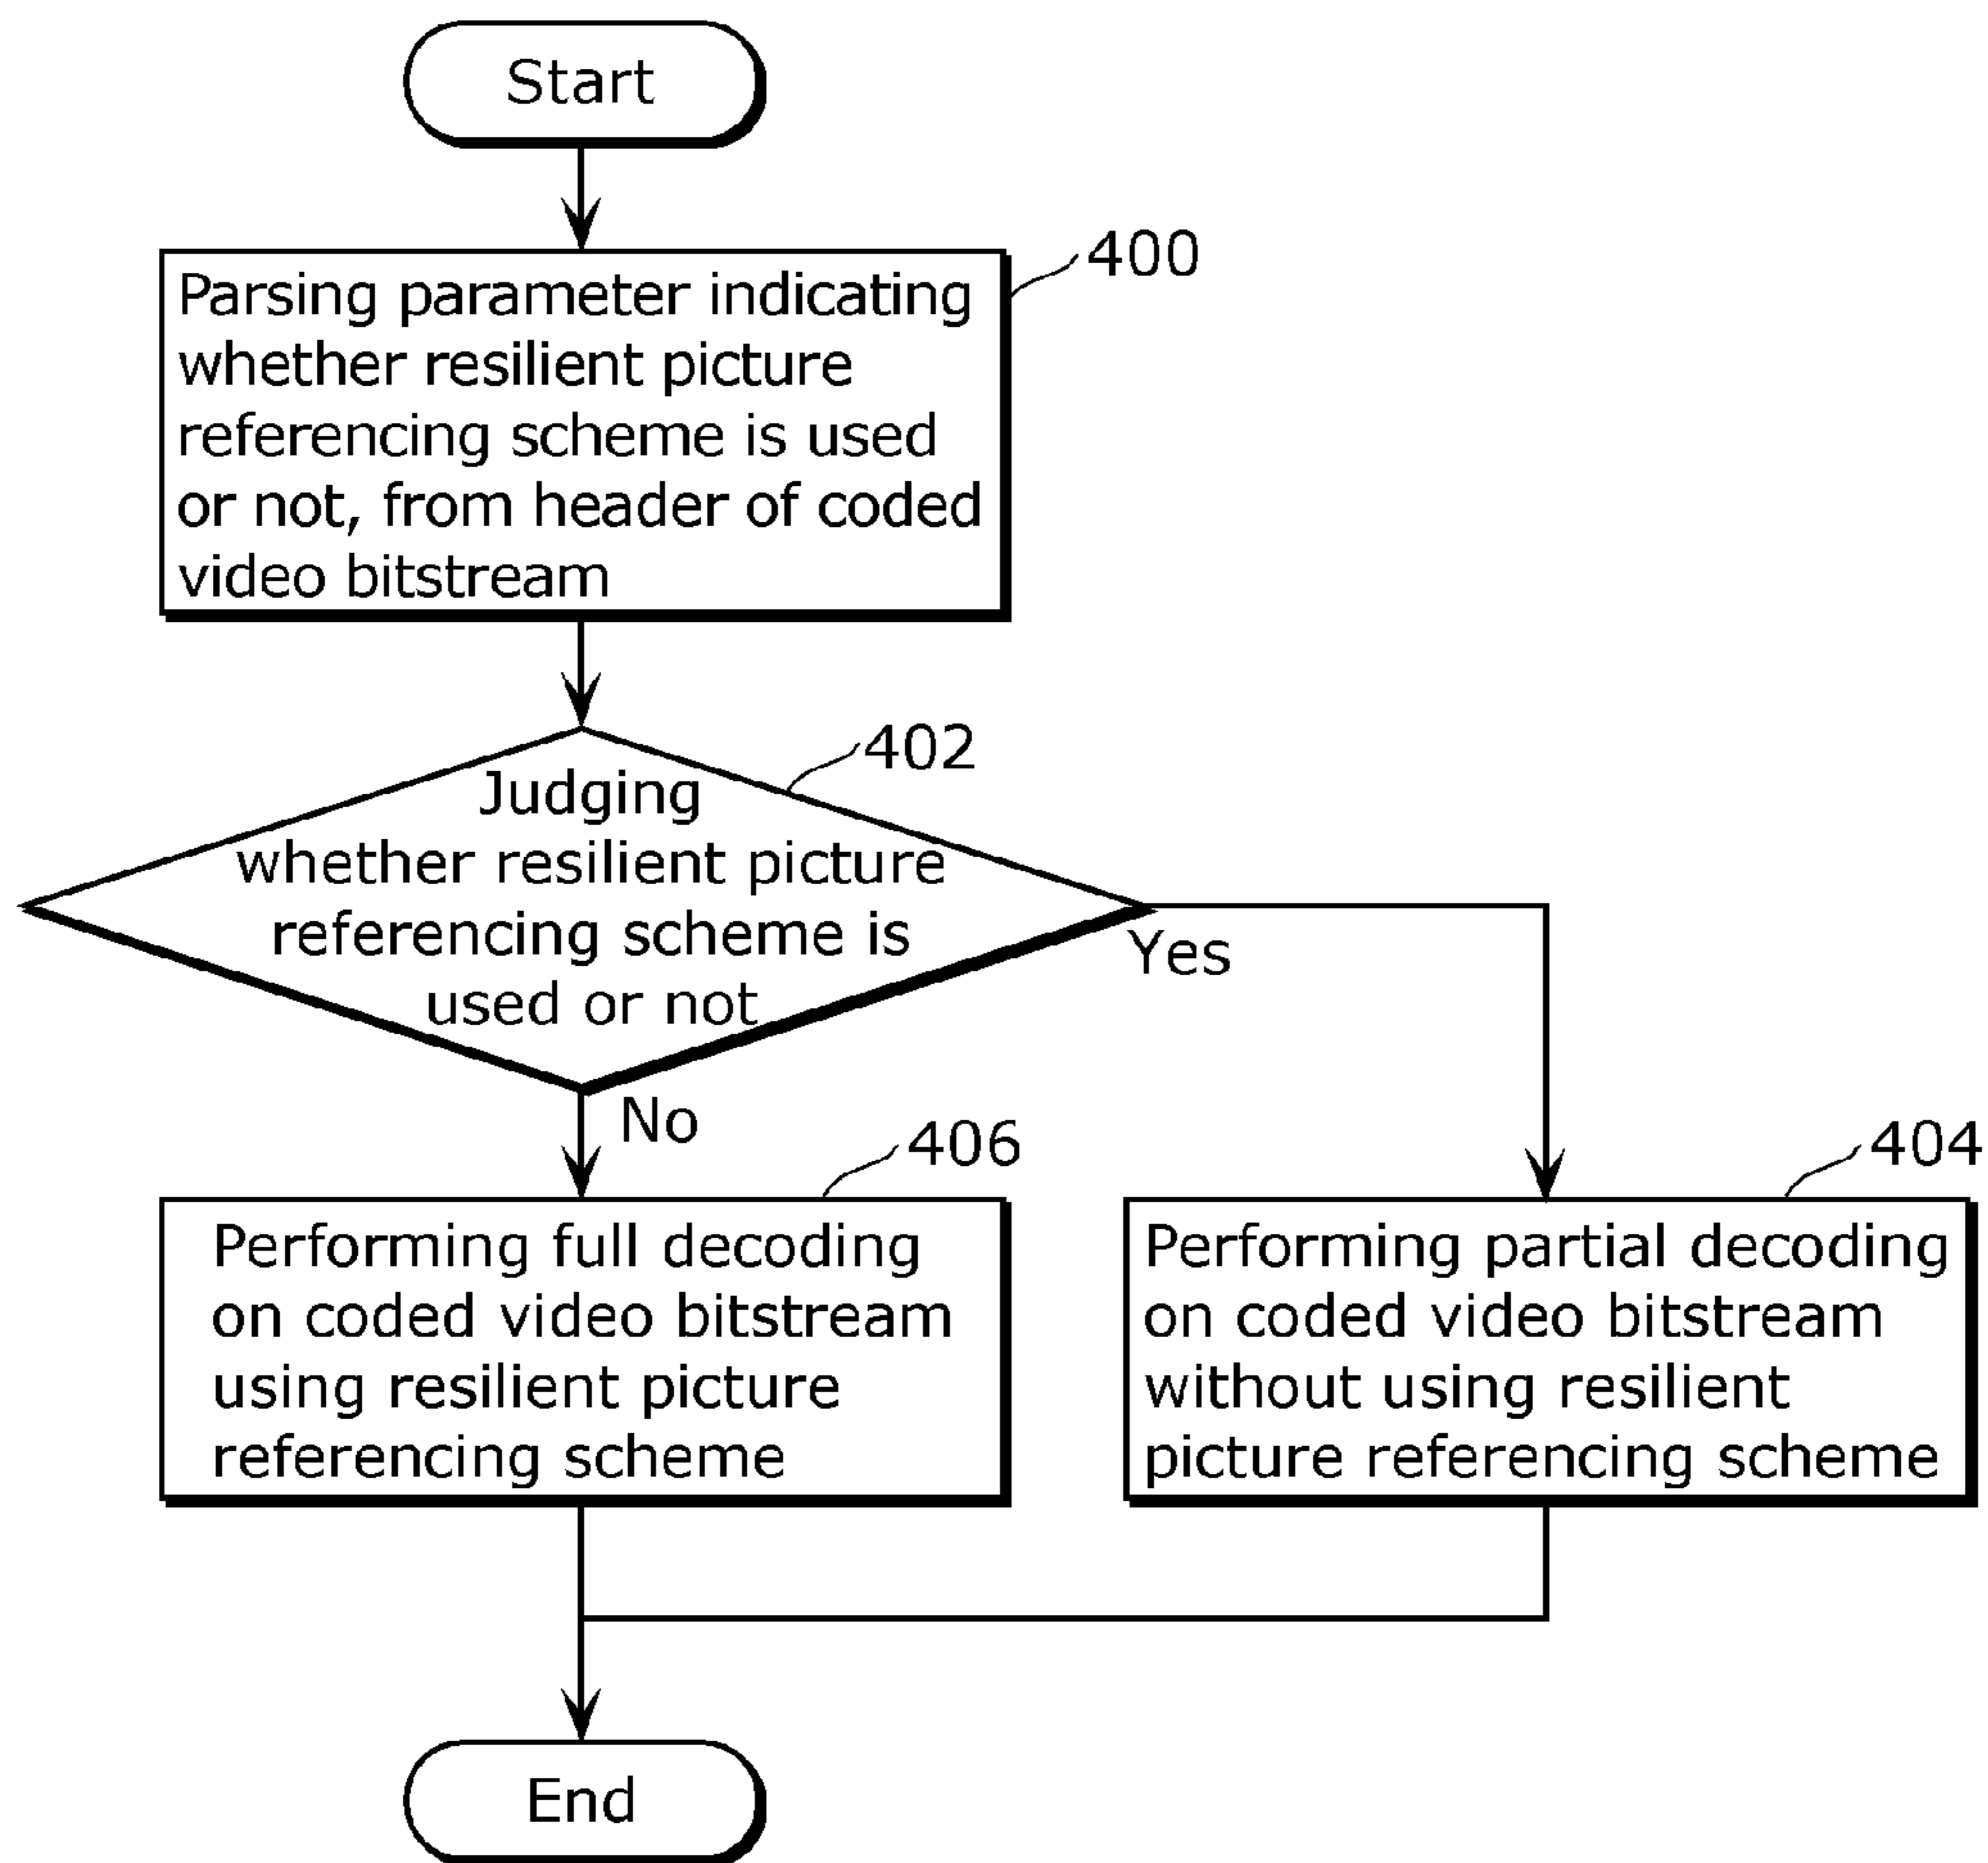 Start
400
Parsing parameter indicating
whether resilient picture
referencing scheme is used
or not, from header of coded
video bitstream
402
Judging
whether resilient picture
referencing scheme is
used or not
Yes
No
406
Performing full decoding
on coded video bitstream
using resilient picture
referencing scheme
404
Performing partial decoding
on coded video bitstream
without using resilient
picture referencing scheme
End